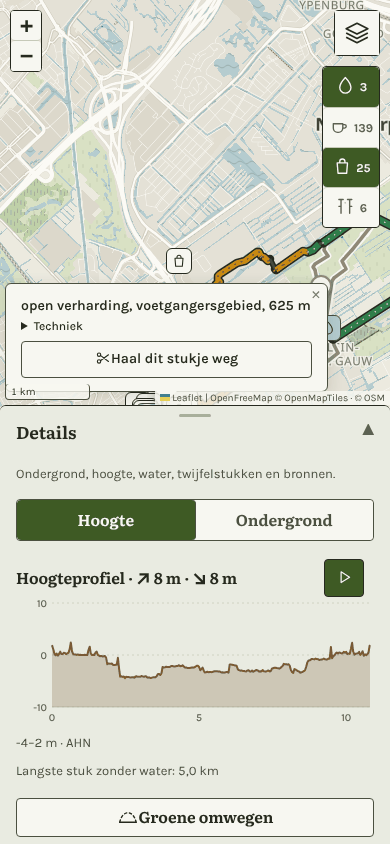 YPENBURG
+
−
3
139
25
6
open verharding, voetgangersgebied, 625 m
×
▶ Techniek
Haal dit stukje weg
EIN-
GAUW
1 km
Leaflet | OpenFreeMap © OpenMapTiles · © OSM
Details
Ondergrond, hoogte, water, twijfelstukken en bronnen.
Hoogte
Ondergrond
Hoogteprofiel · ↗ 8 m · ↘ 8 m
10
0
-10
0
5
10
-4–2 m · AHN
Langste stuk zonder water: 5,0 km
Groene omwegen